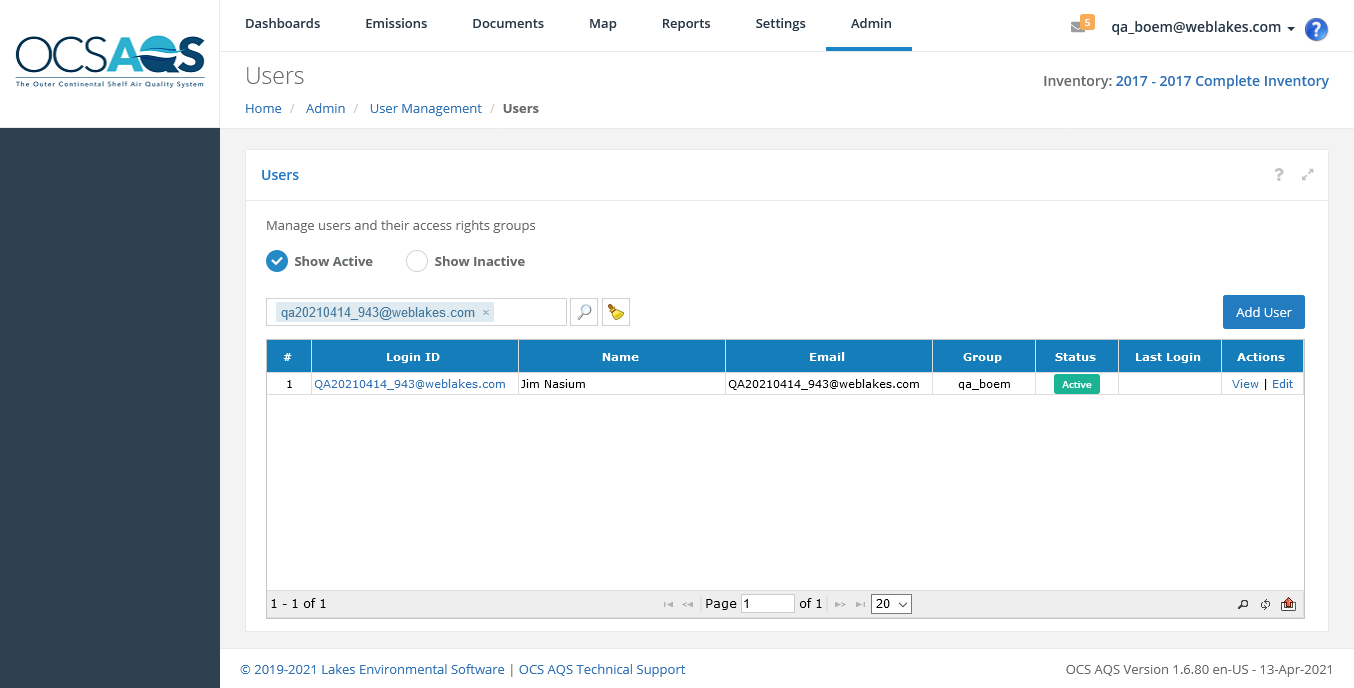 OCSAQS
The Outer Continental Shelf Air Quality System
Dashboards Emissions Documents Map Reports Settings Admin
5
qa_boem@weblakes.com
?
Users
Inventory: 2017 - 2017 Complete Inventory
Home / Admin / User Management / Users
Users
?
Manage users and their access rights groups
Show Active Show Inactive
qa20210414_943@weblakes.com ×
Add User
# Login ID Name Email Group Status Last Login Actions
1 QA20210414_943@weblakes.com Jim Nasium QA20210414_943@weblakes.com qa_boem Active View | Edit
1 - 1 of 1 Page 1 of 1 20
© 2019-2021 Lakes Environmental Software | OCS AQS Technical Support
OCS AQS Version 1.6.80 en-US - 13-Apr-2021